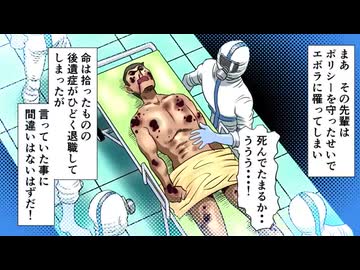 まあ その先輩は
ポリシーを守ったせいで
エボラに罹ってしまい
死んでたまるか・・
ううう・・・！
命は拾ったものの
後遺症がひどく退職して
しまったが
言っていた事に
間違いはないはずだ！